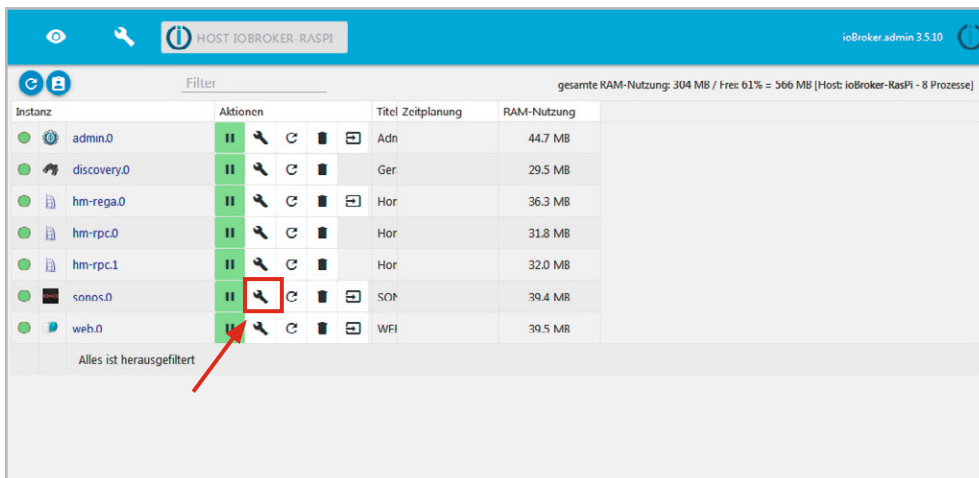 HOST IOBROKER-RASPI
ioBroker.admin 3.5.10
Filter
gesamte RAM-Nutzung: 304 MB / Frei: 61% = 566 MB [Host: ioBroker-RasPi - 8 Prozesse]
Instanz Aktionen Titel Zeitplanung RAM-Nutzung
admin.0 Adn 44.7 MB
discovery.0 Ger 29.5 MB
hm-rega.0 Hor 36.3 MB
hm-rpc.0 Hor 31.8 MB
hm-rpc.1 Hor 32.0 MB
sonos.0 SON 39.4 MB
web.0 WEI 39.5 MB
Alles ist herausgefiltert